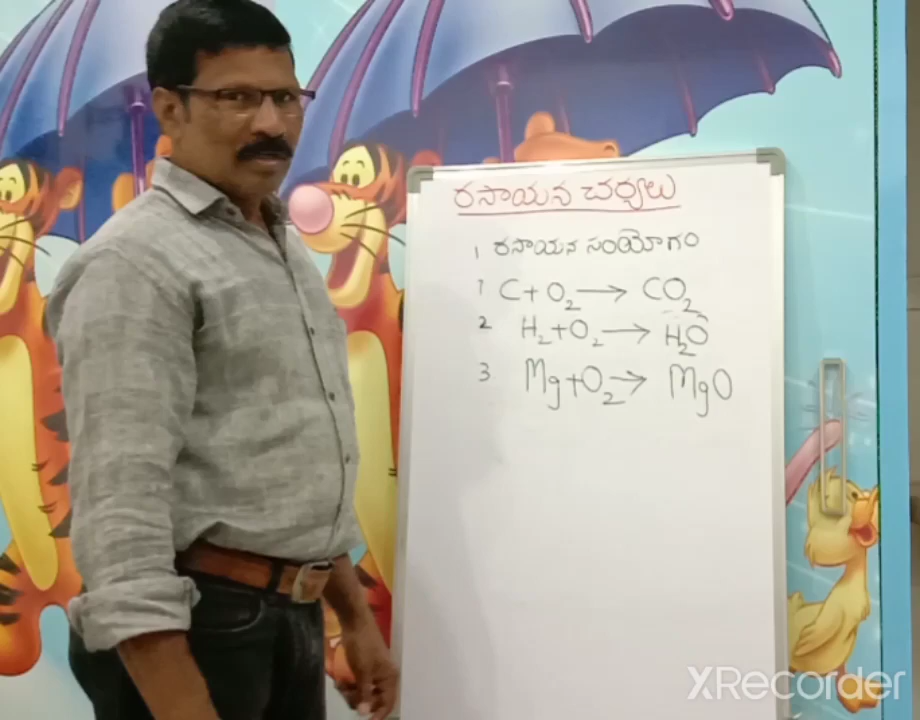 రసాయన చర్యలు
1 రసాయన సంయోగం
1 C + O₂ → CO₂
2 H₂ + O₂ → H₂O
3 Mg + O₂ → MgO
XRecorder